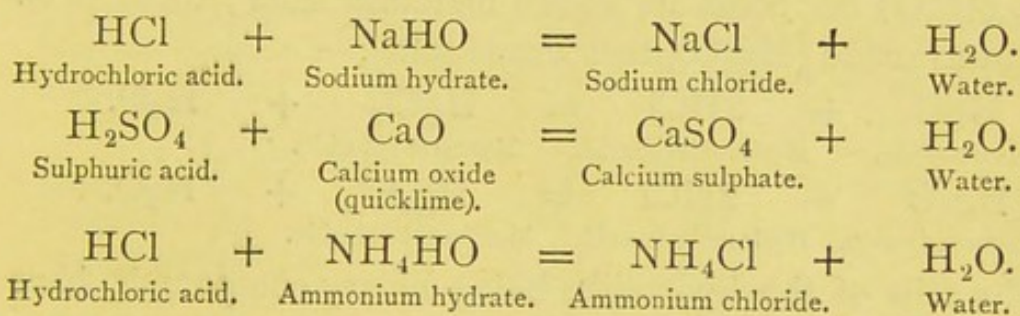 HCl + NaHO = NaCl + H₂O.
Hydrochloric acid. Sodium hydrate. Sodium chloride. Water.
H₂SO₄ + CaO = CaSO₄ + H₂O.
Sulphuric acid. Calcium oxide Calcium sulphate. Water.
(quicklime).
HCl + NH₄HO = NH₄Cl + H₂O.
Hydrochloric acid. Ammonium hydrate. Ammonium chloride. Water.